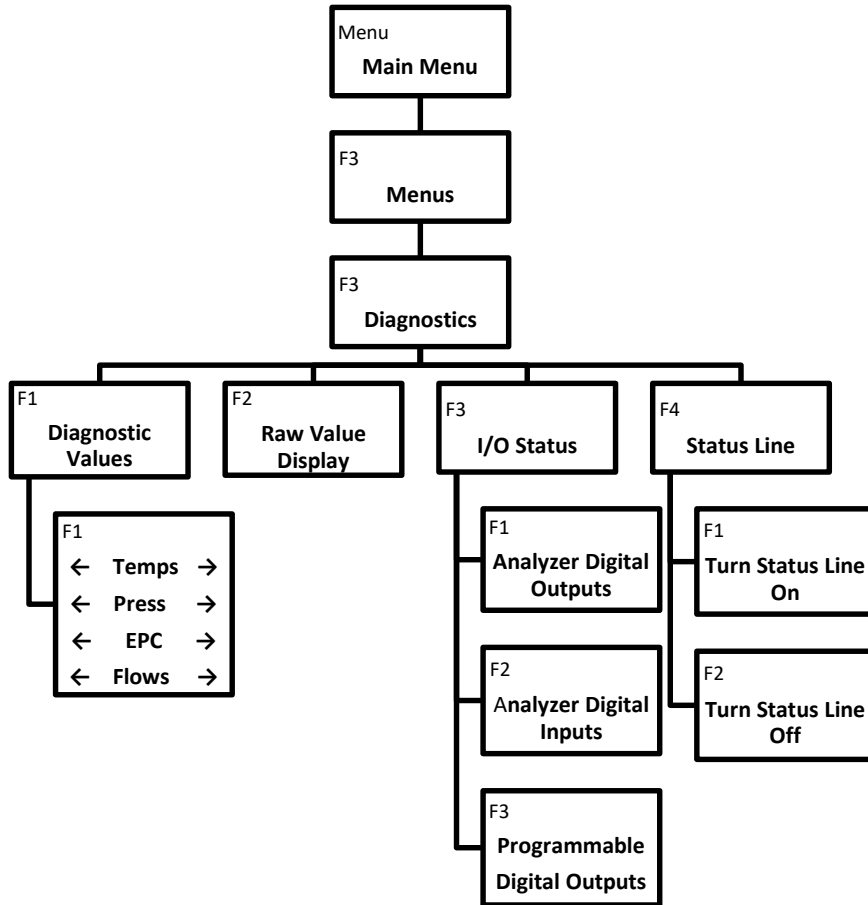 Menu
Main Menu
F3
Menus
F3
Diagnostics
F1
Diagnostic
Values
F2
Raw Value
Display
F3
I/O Status
F4
Status Line
F1
← Temps →
← Press →
← EPC →
← Flows →
F1
Analyzer Digital
Outputs
F2
Analyzer Digital
Inputs
F3
Programmable
Digital Outputs
F1
Turn Status Line
On
F2
Turn Status Line
Off